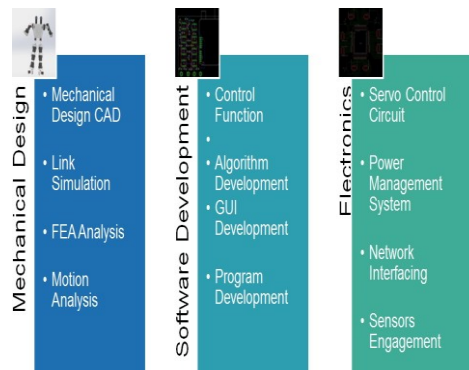 Mechanical Design
• Mechanical
Design CAD
• Link
Simulation
• FEA Analysis
• Motion
Analysis
Software Development
• Control
Function
•
• Algorithm
Development
• GUI
Development
• Program
Development
Electronics
• Servo Control
Circuit
• Power
Management
System
• Network
Interfacing
• Sensors
Engagement